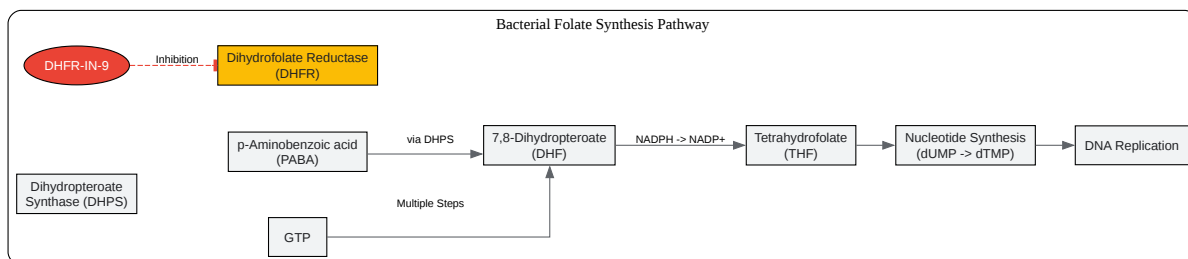 Bacterial Folate Synthesis Pathway
DHFR-IN-9
Inhibition
Dihydrofolate Reductase
(DHFR)
p-Aminobenzoic acid
(PABA)
via DHPS
7,8-Dihydropteroate
(DHF)
NADPH -> NADP+
Tetrahydrofolate
(THF)
Nucleotide Synthesis
(dUMP -> dTMP)
DNA Replication
Dihydropteroate
Synthase (DHPS)
Multiple Steps
GTP